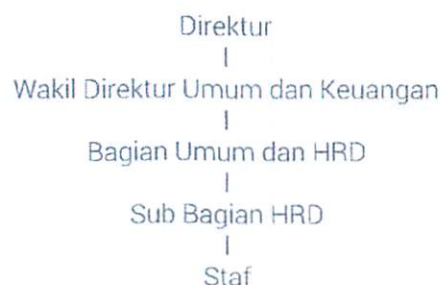 Direktur
Wakil Direktur Umum dan Keuangan
Bagian Umum dan HRD
Sub Bagian HRD
Staf